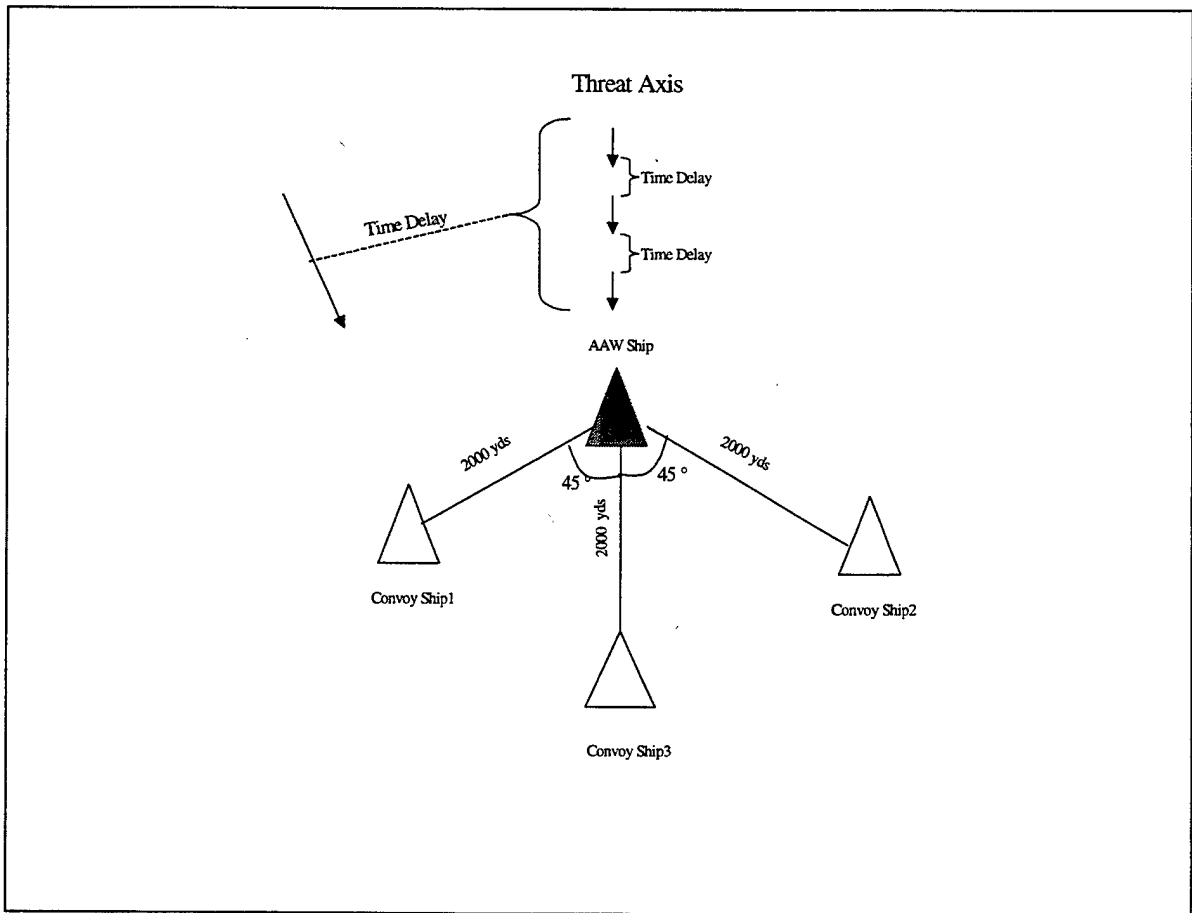 Threat Axis
Time Delay
Time Delay
Time Delay
AAW Ship
2000 yds
2000 yds
45 °
45 °
2000 yds
Convoy Ship1
Convoy Ship2
Convoy Ship3